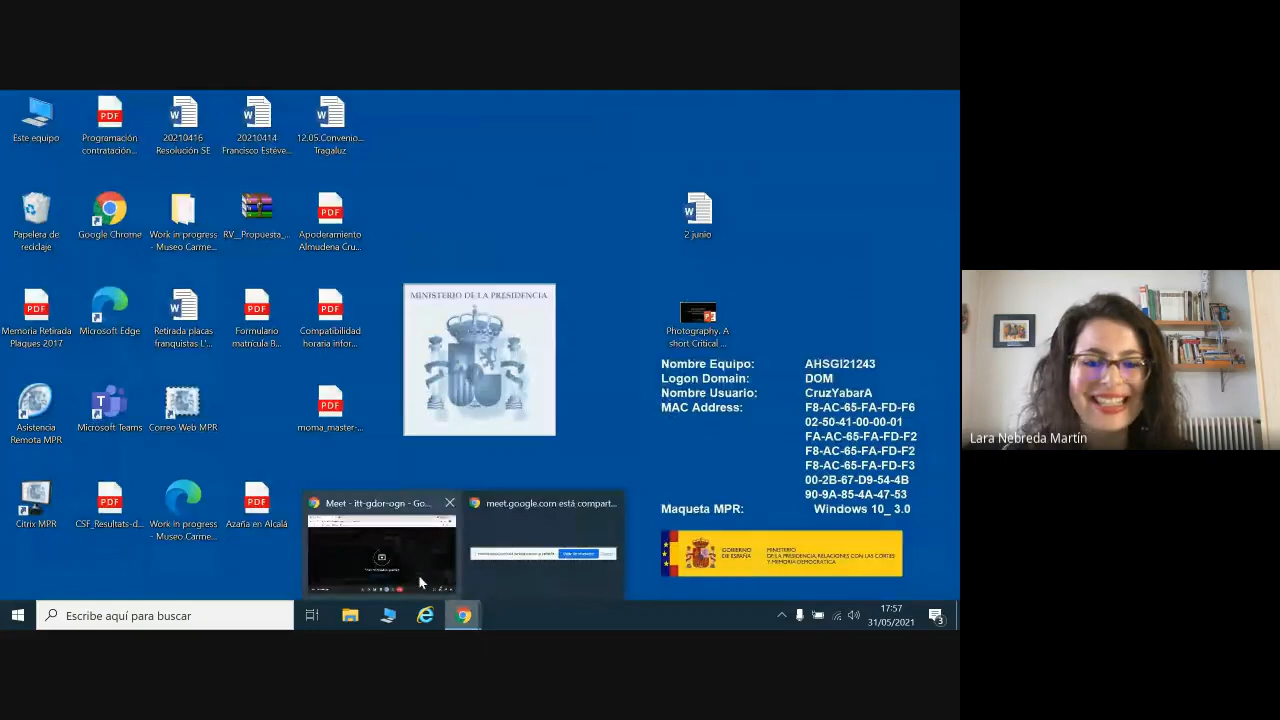 Este equipo
Programación
contratación...
20210416
Resolución SE
20210414
Francisco Estéve...
12.05.Convenio...
Tragaluz
Papelera de
reciclaje
Google Chrome
Work in progress
- Museo Carme...
RV__Propuesta_...
Apoderamiento
Almudena Cru...
2 junio
Memoria Retirada
Plaques 2017
Microsoft Edge
Retirada placas
franquistas L'...
Formulario
matrícula B...
Compatibilidad
horaria infor...
MINISTERIO DE LA PRESIDENCIA
Photography. A
short Critical ...
Asistencia
Remota MPR
Microsoft Teams
Correo Web MPR
moma_master-...
Nombre Equipo: AHSGI21243
Logon Domain: DOM
Nombre Usuario: CruzYabarA
MAC Address: F8-AC-65-FA-FD-F6
02-50-41-00-00-01
FA-AC-65-FA-FD-F2
F8-AC-65-FA-FD-F2
F8-AC-65-FA-FD-F3
00-2B-67-D9-54-4B
90-9A-85-4A-47-53
Maqueta MPR: Windows 10_ 3.0
Citrix MPR
CSF_Resultats-d...
Work in progress
- Museo Carme...
Azaña en Alcalá
Meet - itt-gdor-ogn - Go...
meet.google.com está compart...
GOBIERNO
DE ESPAÑA
MINISTERIO
DE LA PRESIDENCIA, RELACIONES CON LAS CORTES
Y MEMORIA DEMOCRÁTICA
Escribe aquí para buscar
17:57
31/05/2021
3
Lara Nebreda Martín